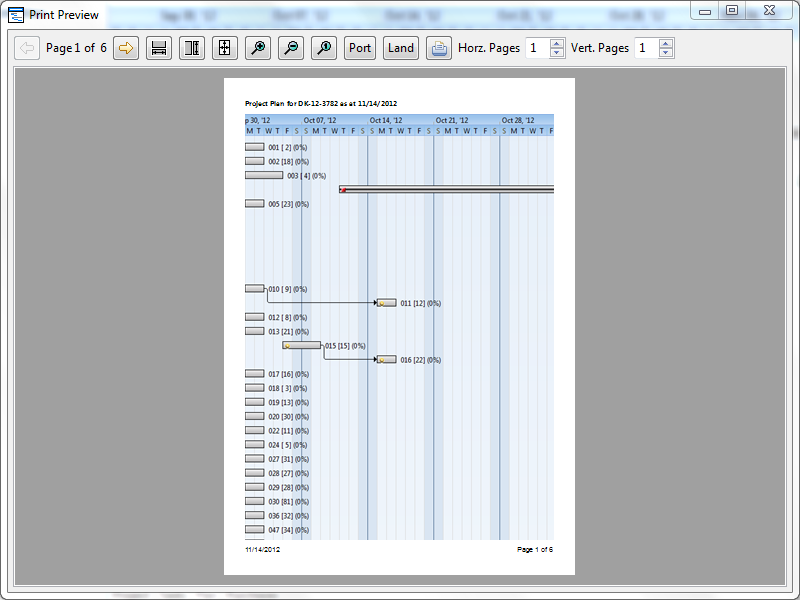 Print Preview
Page 1 of 6 Port Land Horz. Pages 1 Vert. Pages 1
Project Plan for DK-12-3782 as at 11/14/2012
p 30, '12 Oct 07, '12 Oct 14, '12 Oct 21, '12 Oct 28, '12
M T W T F S S M T W T F S S M T W T F S S M T W T F S S M T W T F
001 [ 2] (0%)
002 [18] (0%)
003 [ 4] (0%)
005 [23] (0%)
010 [ 9] (0%)
011 [12] (0%)
012 [ 8] (0%)
013 [21] (0%)
015 [15] (0%)
016 [22] (0%)
017 [16] (0%)
018 [ 3] (0%)
019 [13] (0%)
020 [30] (0%)
022 [11] (0%)
024 [ 5] (0%)
027 [31] (0%)
028 [27] (0%)
029 [28] (0%)
030 [81] (0%)
036 [32] (0%)
047 [34] (0%)
11/14/2012 Page 1 of 6